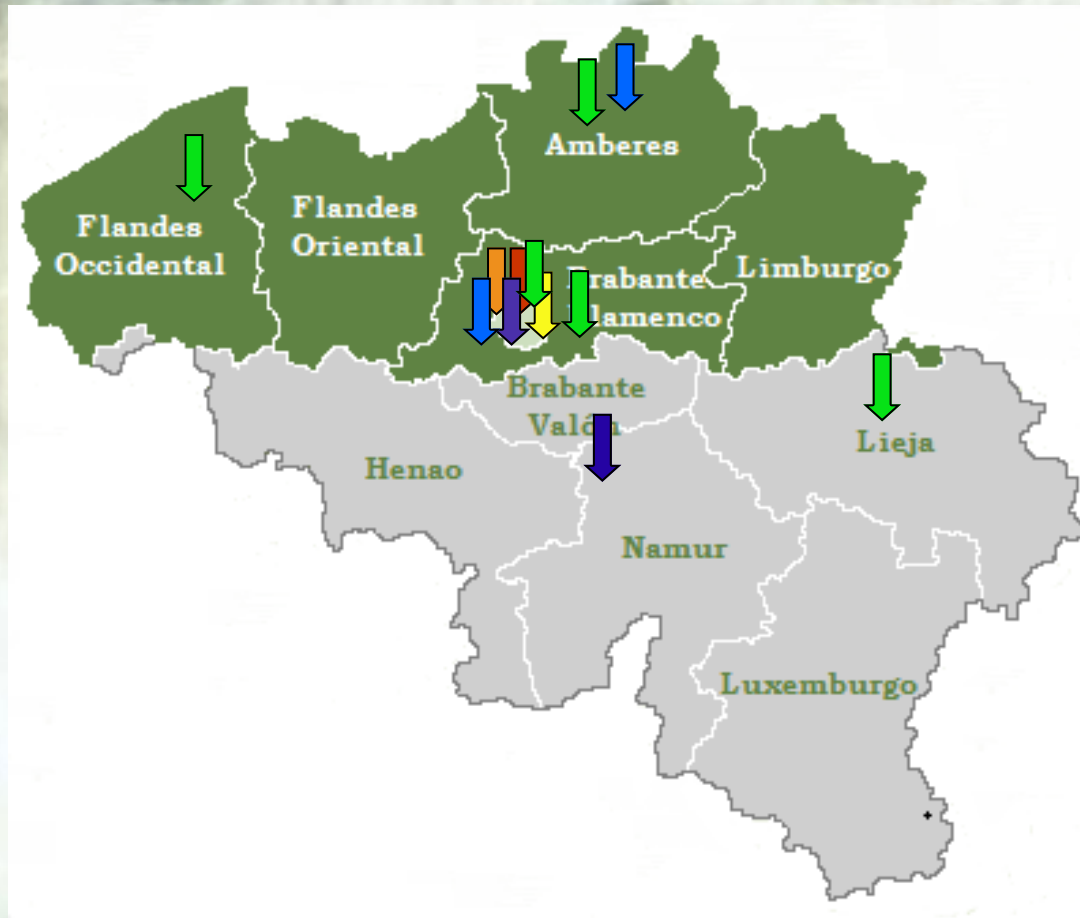 Amberes
Flandes
Occidental
Flandes
Oriental
Brabante
Flamenco
Limburgo
Brabante
Valón
Lieja
Henao
Namur
Luxemburgo